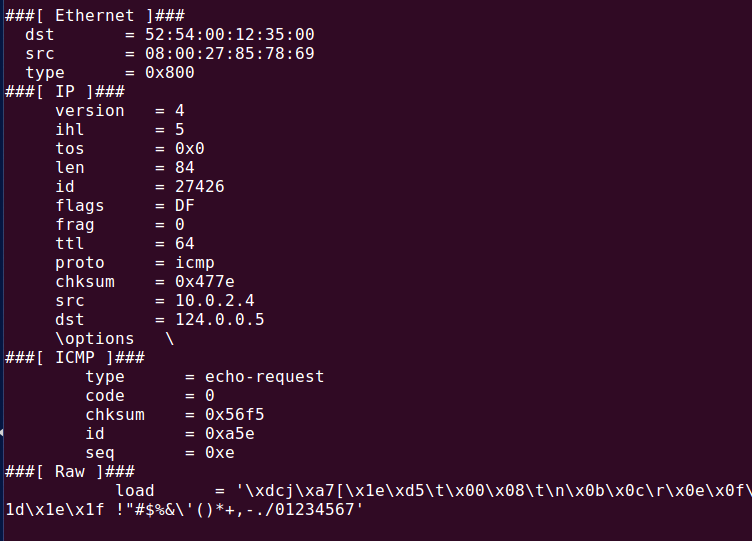 ###[ Ethernet ]###
  dst       = 52:54:00:12:35:00
  src       = 08:00:27:85:78:69
  type      = 0x800
###[ IP ]###
     version   = 4
     ihl       = 5
     tos       = 0x0
     len       = 84
     id        = 27426
     flags     = DF
     frag      = 0
     ttl       = 64
     proto     = icmp
     chksum    = 0x477e
     src       = 10.0.2.4
     dst       = 124.0.0.5
     \options   \
###[ ICMP ]###
        type      = echo-request
        code      = 0
        chksum    = 0x56f5
        id        = 0xa5e
        seq       = 0xe
###[ Raw ]###
           load      = '\xdcj\xa7[\x1e\xd5\t\x00\x08\t\n\x0b\x0c\r\x0e\x0f\
1d\x1e\x1f !"#$%&\'()*+,-./01234567'